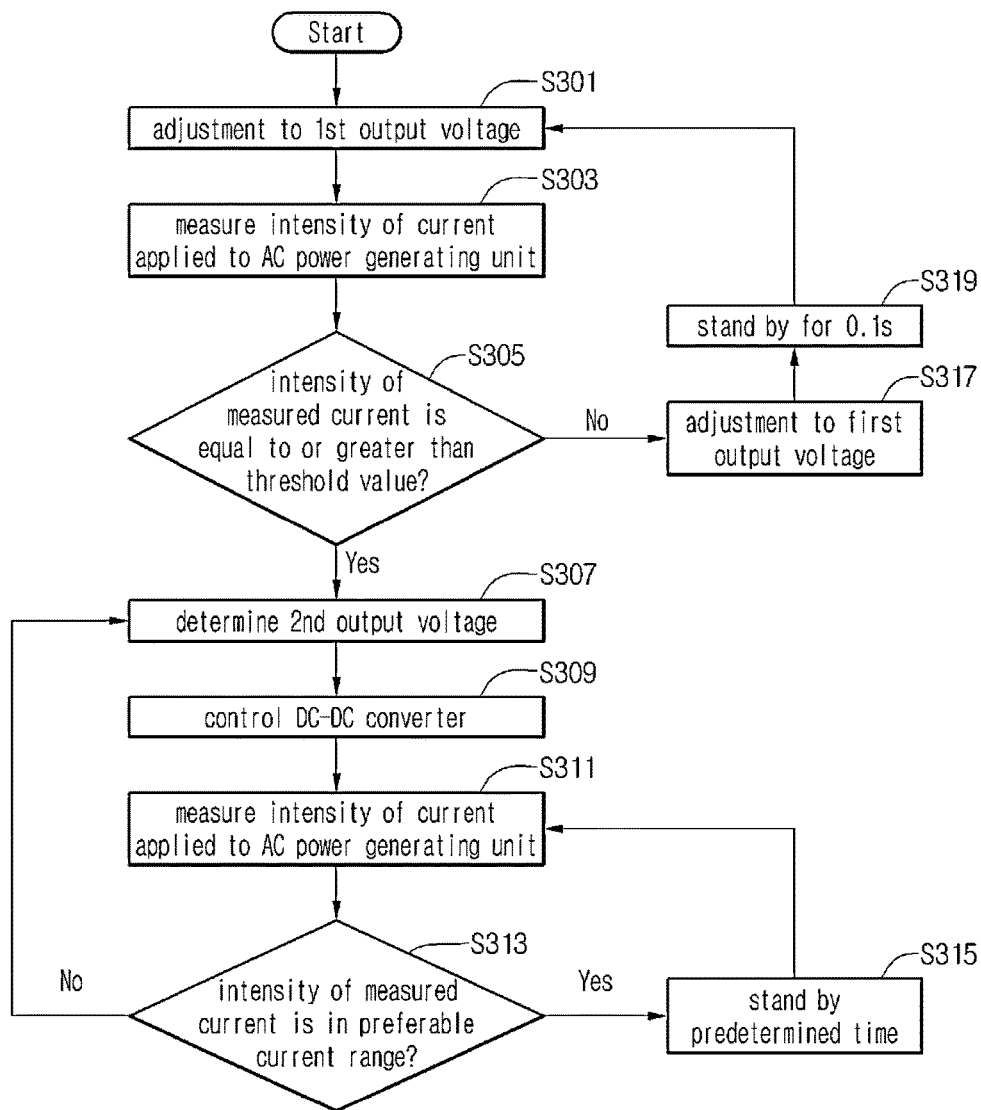 Start
S301
adjustment to 1st output voltage
S303
measure intensity of current
applied to AC power generating unit
S319
stand by for 0.1s
S305
intensity of
measured current is
equal to or greater than
threshold value?
No
S317
adjustment to first
output voltage
Yes
S307
determine 2nd output voltage
S309
control DC-DC converter
S311
measure intensity of current
applied to AC power generating unit
S313
No
intensity of measured
current is in preferable
current range?
Yes
S315
stand by
predetermined time